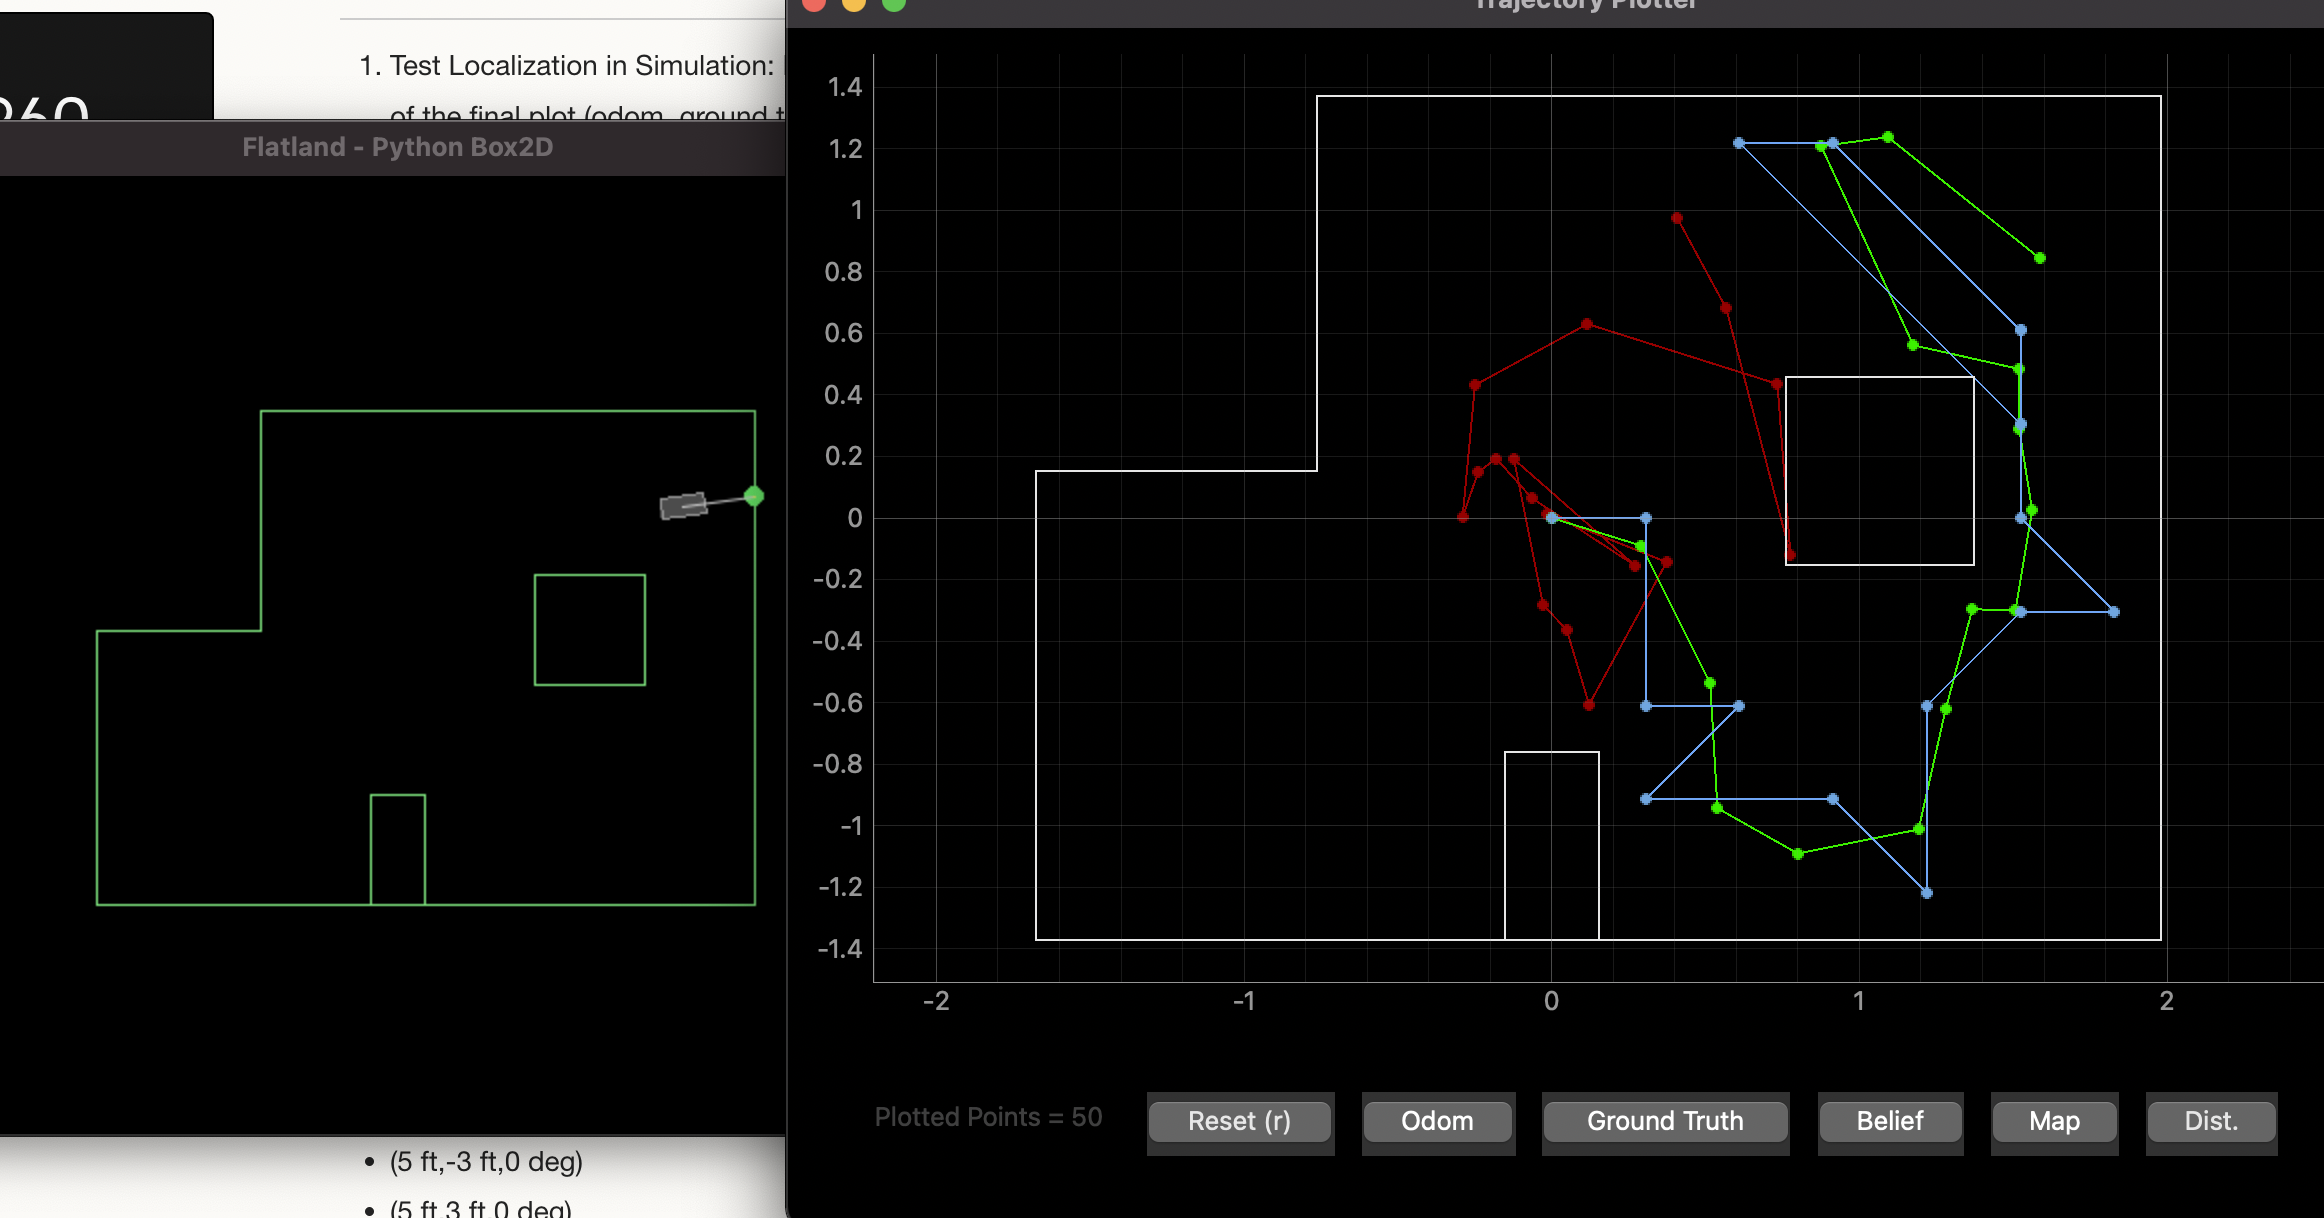 Trajectory Plotter
260
1. Test Localization in Simulation:
of the final plot (odom, ground t
Flatland - Python Box2D
1.4
1.2
1
0.8
0.6
0.4
0.2
0
-0.2
-0.4
-0.6
-0.8
-1
-1.2
-1.4
-2
-1
0
1
2
Plotted Points = 50
Reset (r)
Odom
Ground Truth
Belief
Map
Dist.
• (5 ft,-3 ft,0 deg)
• (5 ft,3 ft,0 deg)